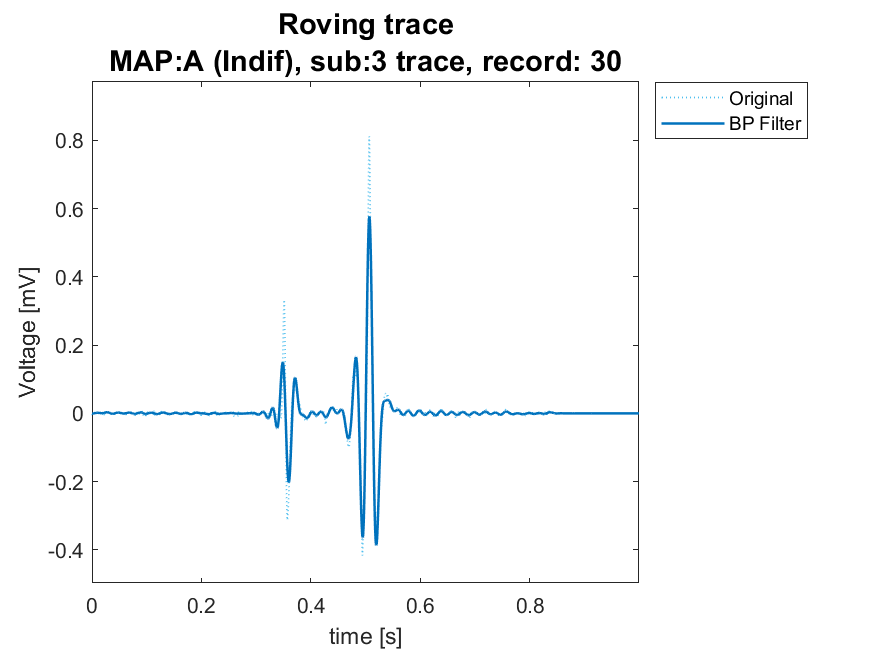 Roving trace
MAP:A (Indif), sub:3 trace, record: 30
Original
BP Filter
0.8
0.6
0.4
0.2
0
-0.2
-0.4
Voltage [mV]
0
0.2
0.4
0.6
0.8
time [s]